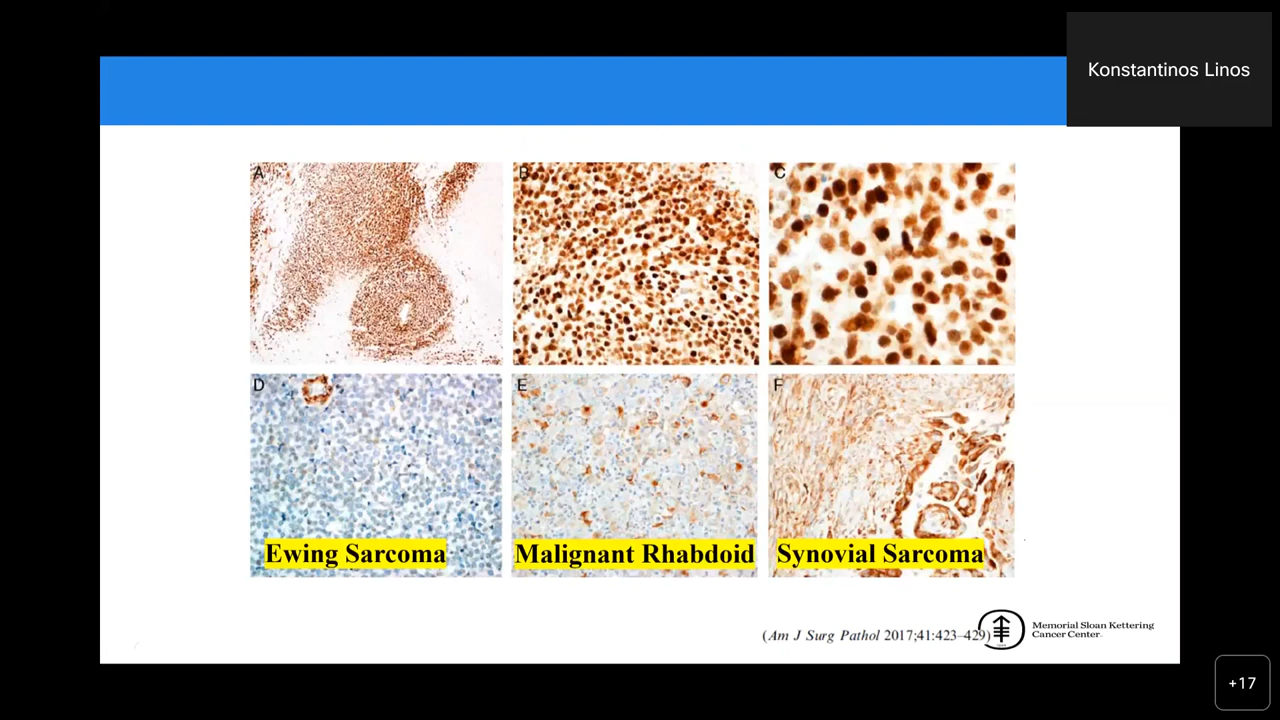 Konstantinos Linos
A
B
C
D
E
F
Ewing Sarcoma
Malignant Rhabdoid
Synovial Sarcoma
(Am J Surg Pathol 2017;41:423–429)
Memorial Sloan Kettering
Cancer Center
+17